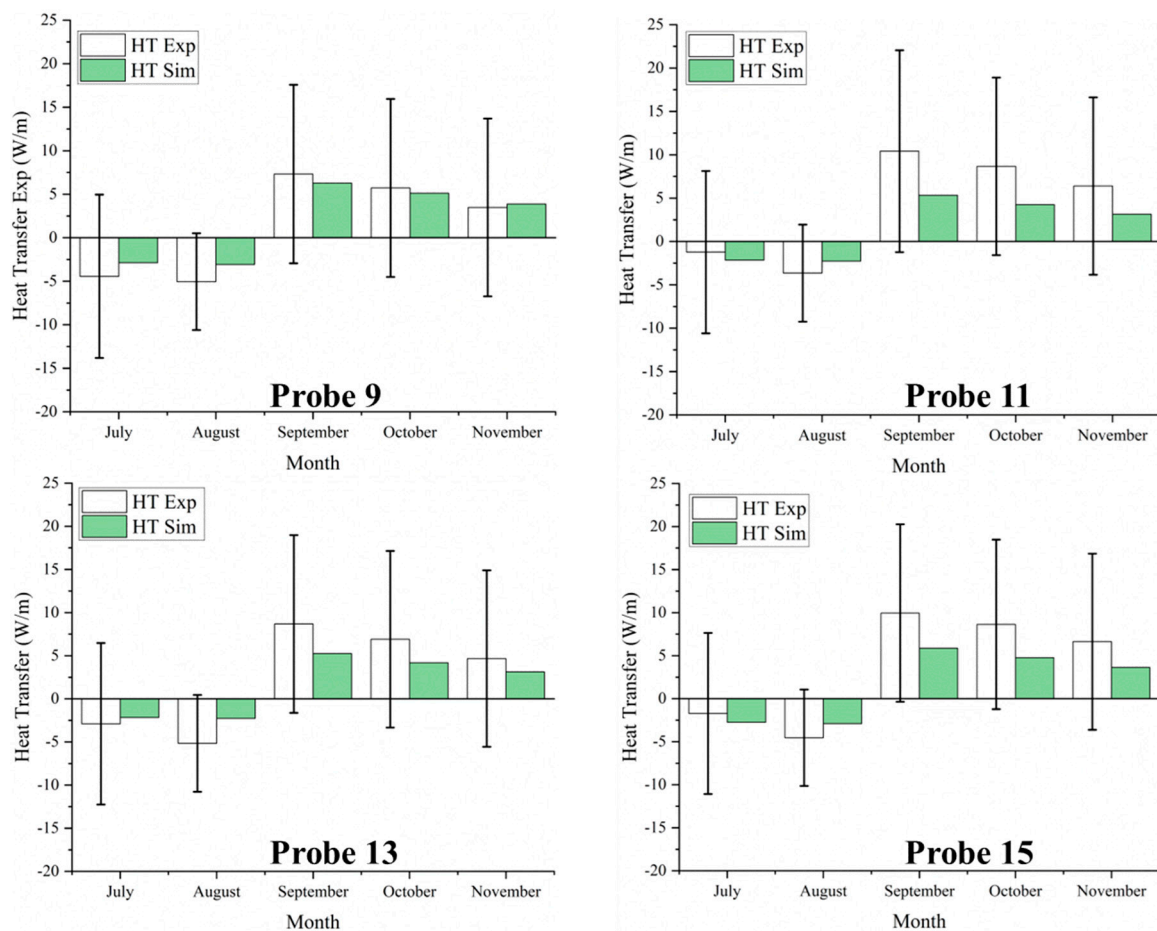 25
20
15
10
5
0
-5
-10
-15
-20
Heat Transfer Exp (W/m)
HT Exp
HT Sim
Probe 9
July August September October November
Month
25
20
15
10
5
0
-5
-10
-15
-20
Heat Transfer (W/m)
HT Exp
HT Sim
Probe 11
July August September October November
Month
25
20
15
10
5
0
-5
-10
-15
-20
Heat Transfer (W/m)
HT Exp
HT Sim
Probe 13
July August September October November
Month
25
20
15
10
5
0
-5
-10
-15
-20
Heat Transfer (W/m)
HT Exp
HT Sim
Probe 15
July August September October November
Month